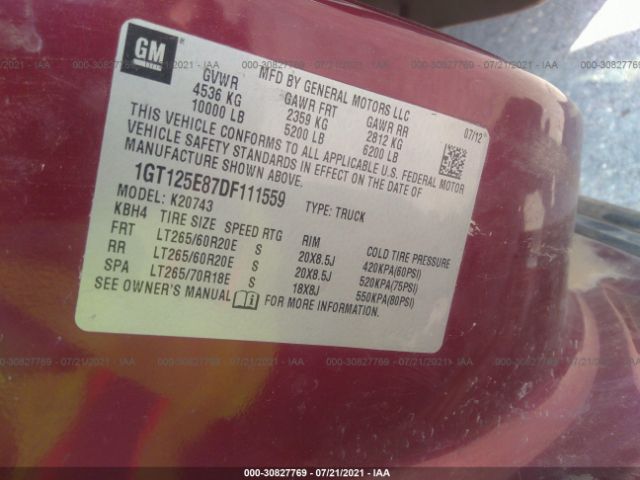 GM
MFD BY GENERAL MOTORS LLC
07/12
GVWR GAWR FRT GAWR RR
4536 KG 2359 KG 2812 KG
10000 LB 5200 LB 6200 LB
THIS VEHICLE CONFORMS TO ALL APPLICABLE U.S. FEDERAL MOTOR
VEHICLE SAFETY STANDARDS IN EFFECT ON THE DATE OF
MANUFACTURE SHOWN ABOVE.
1GT125E87DF111559 TYPE: TRUCK
MODEL: K20743
KBH4 TIRE SIZE SPEED RTG RIM COLD TIRE PRESSURE
FRT LT265/60R20E S 20X8.5J 420KPA(60PSI)
RR LT265/60R20E S 20X8.5J 520KPA(75PSI)
SPA LT265/70R18E S 18X8J 550KPA(80PSI)
SEE OWNER'S MANUAL FOR MORE INFORMATION.
000-30827769 - 07/21/2021 - IAA